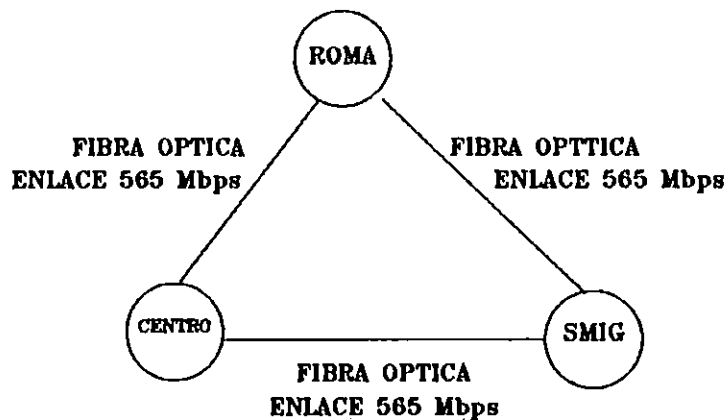 ROMA
FIBRA OPTICA
ENLACE 565 Mbps
FIBRA OPTTICA
ENLACE 565 Mbps
CENTRO
SMIG
FIBRA OPTICA
ENLACE 565 Mbps